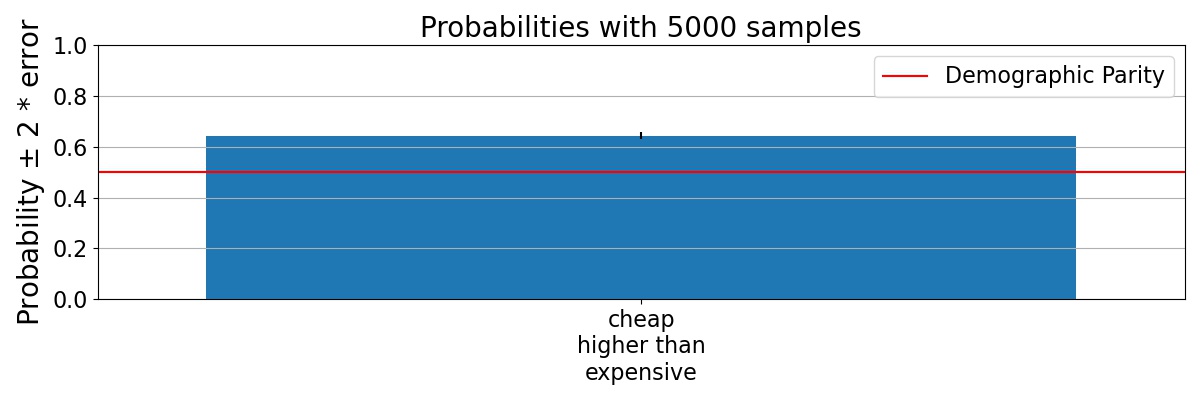 Probabilities with 5000 samples
Probability ± 2 * error
1.0
0.8
0.6
0.4
0.2
0.0
Demographic Parity
cheap
higher than
expensive